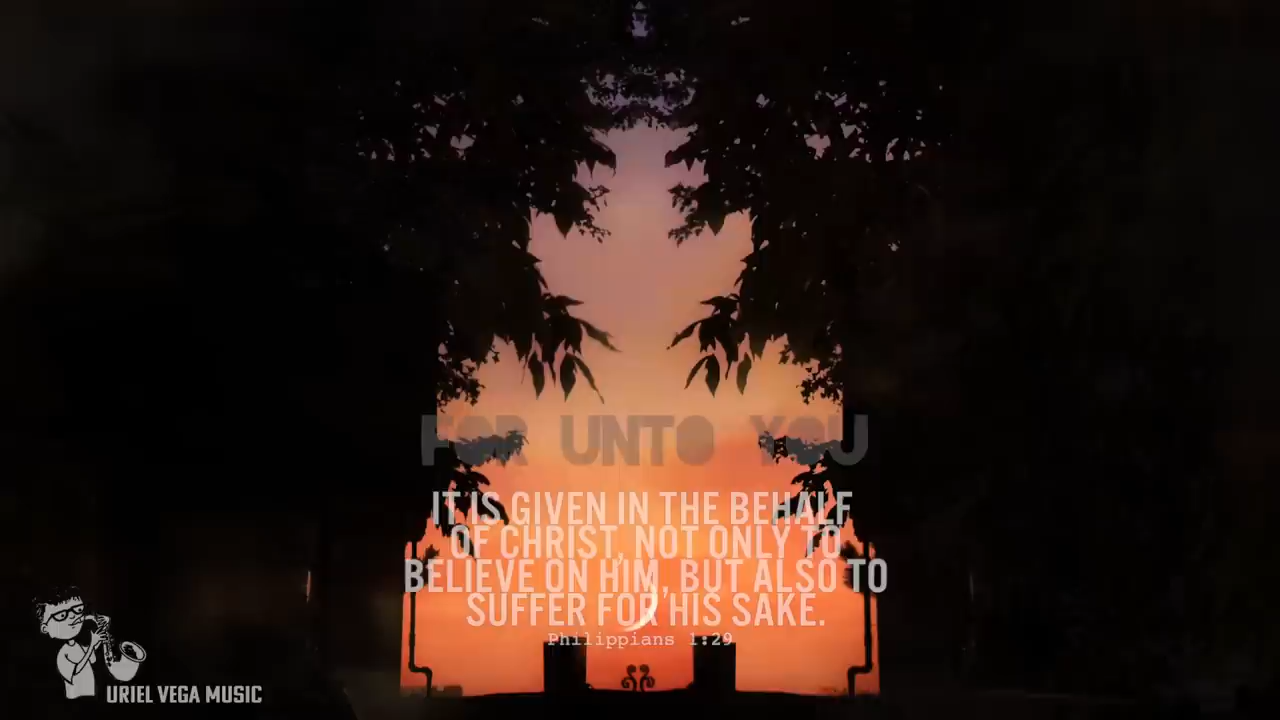 FOR UNTO YOU
IT IS GIVEN IN THE BEHALF
OF CHRIST, NOT ONLY TO
BELIEVE ON HIM, BUT ALSO TO
SUFFER FOR HIS SAKE.
Philippians 1:29
URIEL VEGA MUSIC